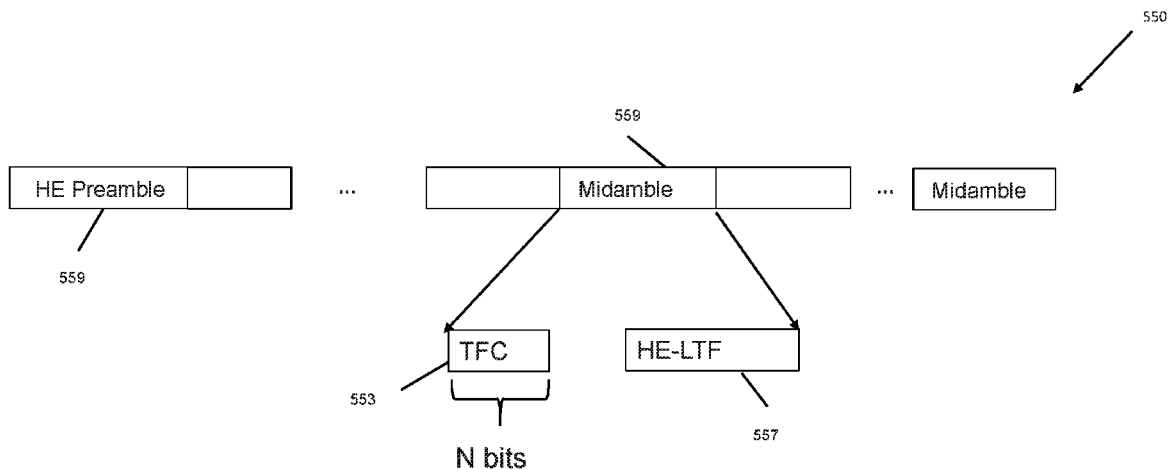 550
559
HE Preamble
...
Midamble
...
Midamble
559
TFC
HE-LTF
553
557
N bits